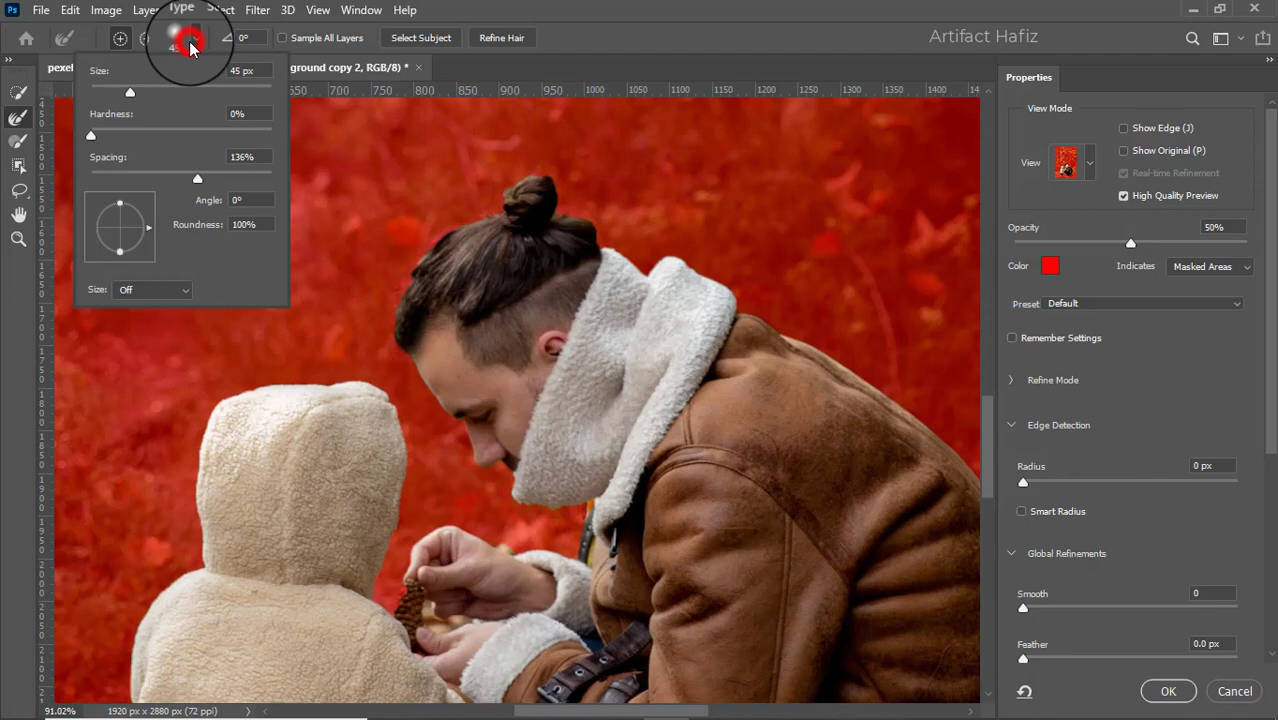 Ps File Edit Image Layer Type Select Filter 3D View Window Help
45 0° Sample All Layers Select Subject Refine Hair Artifact Hafiz
ground copy 2, RGB/8) * ×
650 700 750 800 850 900 950 1000 1050 1100 1150 1200 1250 1300 1350 1400
Size: 45 px
Hardness: 0%
Spacing: 136%
Angle: 0°
Roundness: 100%
Size: Off
Properties
View Mode
Show Edge (J)
View Show Original (P)
Real-time Refinement
High Quality Preview
Opacity 50%
Color Indicates Masked Areas
Preset: Default
Remember Settings
Refine Mode
Edge Detection
Radius 0 px
Smart Radius
Global Refinements
Smooth 0
Feather 0.0 px
OK Cancel
91.02% 1920 px x 2880 px (72 ppi)